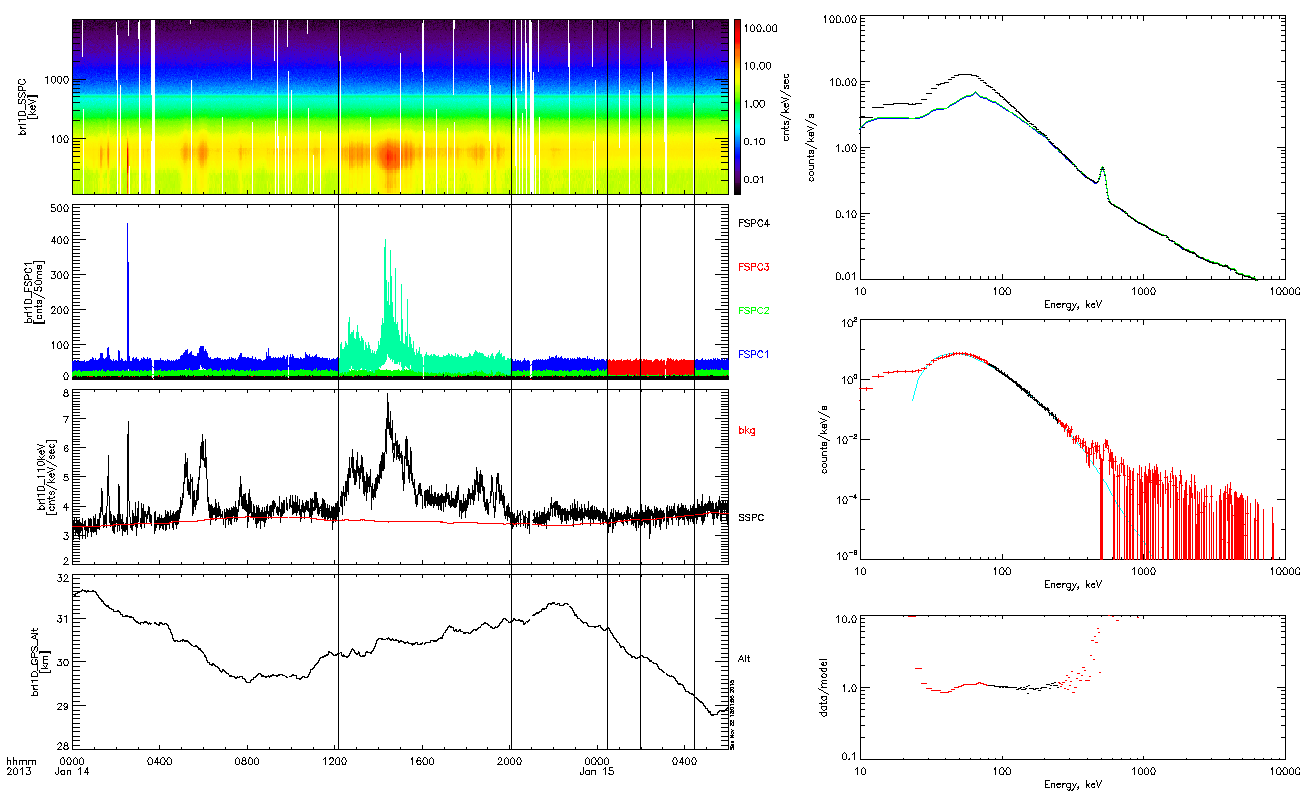 brl1D_SSPC
[keV]
1000
100
100.00
10.00
1.00
0.10
0.01
cnts/keV/sec
brl1D_FSPC1
[cnts/50ms]
500
400
300
200
100
0
FSPC4
FSPC3
FSPC2
FSPC1
brl1D_110keV
[cnts/keV/sec]
8
7
6
5
4
3
2
bkg
SSPC
brl1D_GPS_Alt
[km]
32
31
30
29
28
Alt
hhmm
2013
0000
0400
0800
1200
1600
2000
0000
0400
Jan 14
Jan 15
counts/keV/s
100.00
10.00
1.00
0.10
0.01
10
100
1000
10000
Energy, keV
counts/keV/s
10²
10⁰
10⁻²
10⁻⁴
10⁻⁶
10
100
1000
10000
Energy, keV
data/model
10.0
1.0
0.1
10
100
1000
10000
Energy, keV